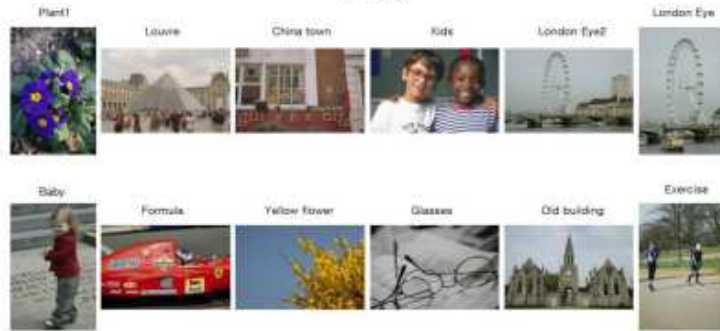 Plant1
Louvre
China town
Kids
London Eye2
London Eye
Baby
Formula
Yellow flower
Glasses
Old building
Exercise